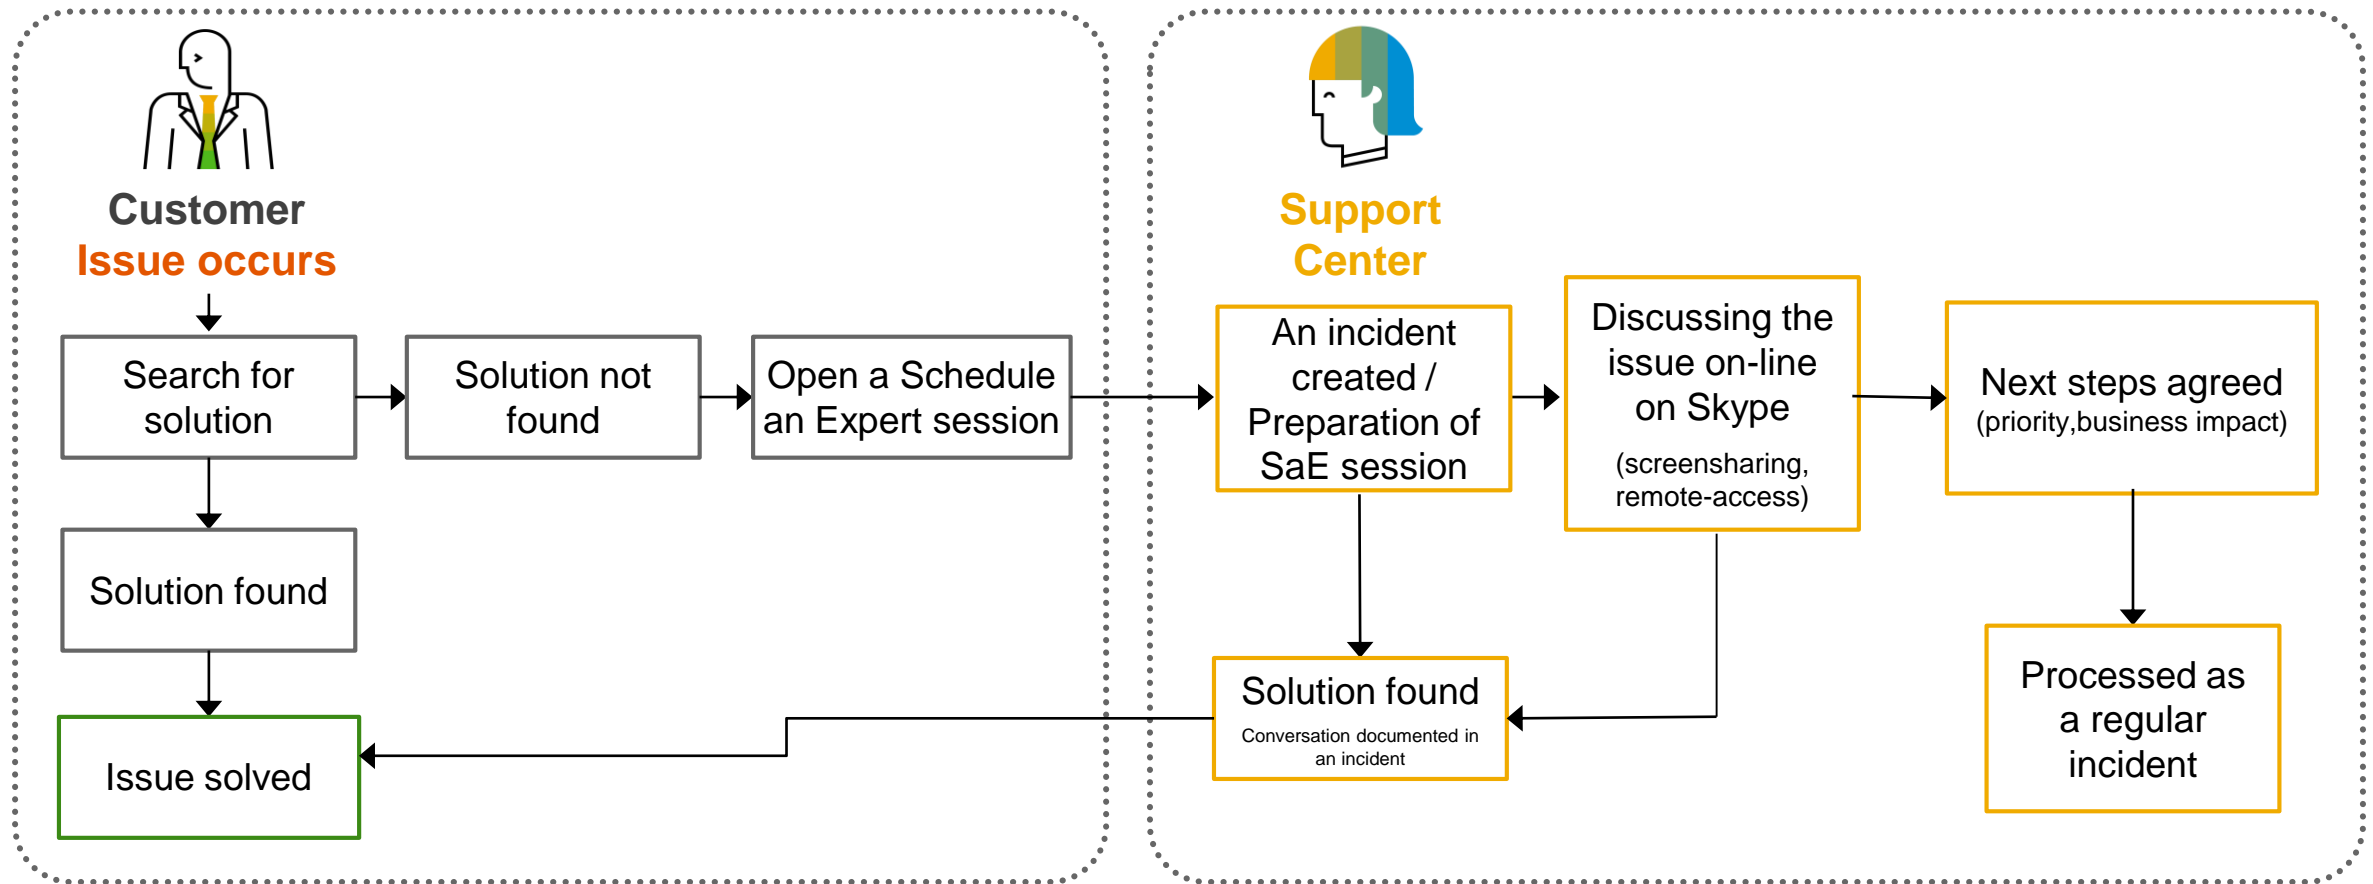 Customer
Issue occurs
Search for
solution
Solution not
found
Open a Schedule
an Expert session
Solution found
Issue solved
Support
Center
An incident
created /
Preparation of
SaE session
Discussing the
issue on-line
on Skype
(screensharing,
remote-access)
Next steps agreed
(priority,business impact)
Solution found
Conversation documented in
an incident
Processed as
a regular
incident